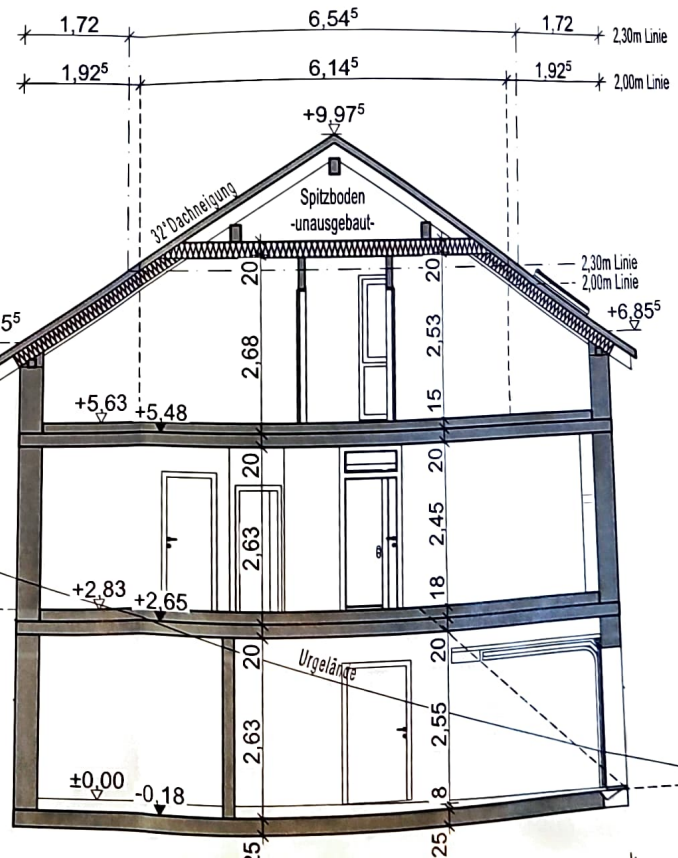 1,72 6,54⁵ 1,72 2,30m Linie
1,92⁵ 6,14⁵ 1,92⁵ 2,00m Linie
+9,97⁵
32°Dachneigung
Spitzboden
-unausgebaut-
20 20
2,30m Linie
2,00m Linie
5⁵ +6,85⁵
2,68 2,53
+5,63 +5,48 15
20 20
2,63 2,45
+2,83 +2,65 18
20 Urgelände 20
2,63 2,55
±0,00 -0,18 8
25 25